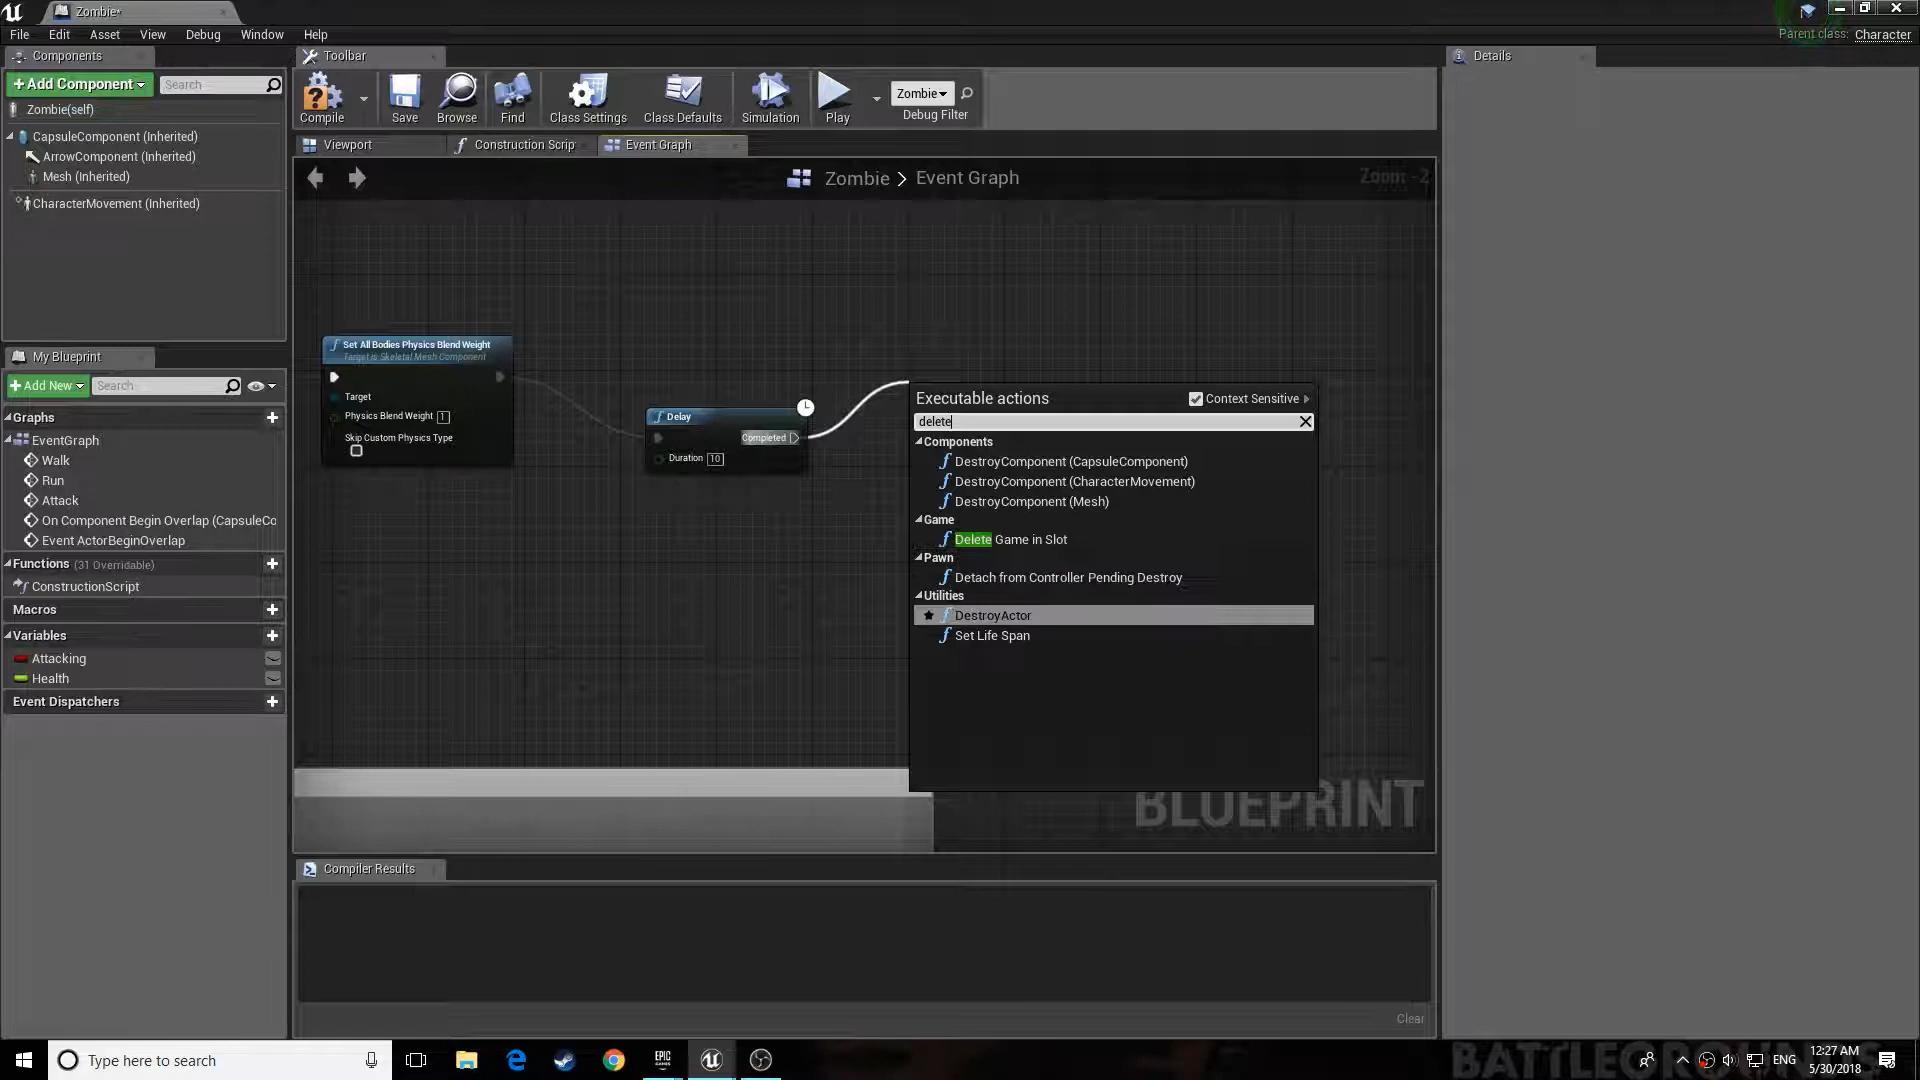 Zombie*
File Edit Asset View Debug Window Help
Parent class: Character
Components
+Add Component
Search
Zombie(self)
CapsuleComponent (Inherited)
ArrowComponent (Inherited)
Mesh (Inherited)
CharacterMovement (Inherited)
Toolbar
Compile
Save
Browse
Find
Class Settings
Class Defaults
Simulation
Play
Zombie
Debug Filter
Details
Viewport
Construction Scrip
Event Graph
Zombie > Event Graph
Zoom -2
Set All Bodies Physics Blend Weight
Target is Skeletal Mesh Component
Target
Physics Blend Weight 1
Skip Custom Physics Type
Delay
Completed
Duration 10
Executable actions
Context Sensitive
delete
Components
DestroyComponent (CapsuleComponent)
DestroyComponent (CharacterMovement)
DestroyComponent (Mesh)
Game
Delete Game in Slot
Pawn
Detach from Controller Pending Destroy
Utilities
DestroyActor
Set Life Span
BLUEPRINT
My Blueprint
+Add New
Search
Graphs
EventGraph
Walk
Run
Attack
On Component Begin Overlap (CapsuleCo
Event ActorBeginOverlap
Functions (31 Overridable)
ConstructionScript
Macros
Variables
Attacking
Health
Event Dispatchers
Compiler Results
Clear
Type here to search
EPIC
GAMES
ENG
12:27 AM
5/30/2018